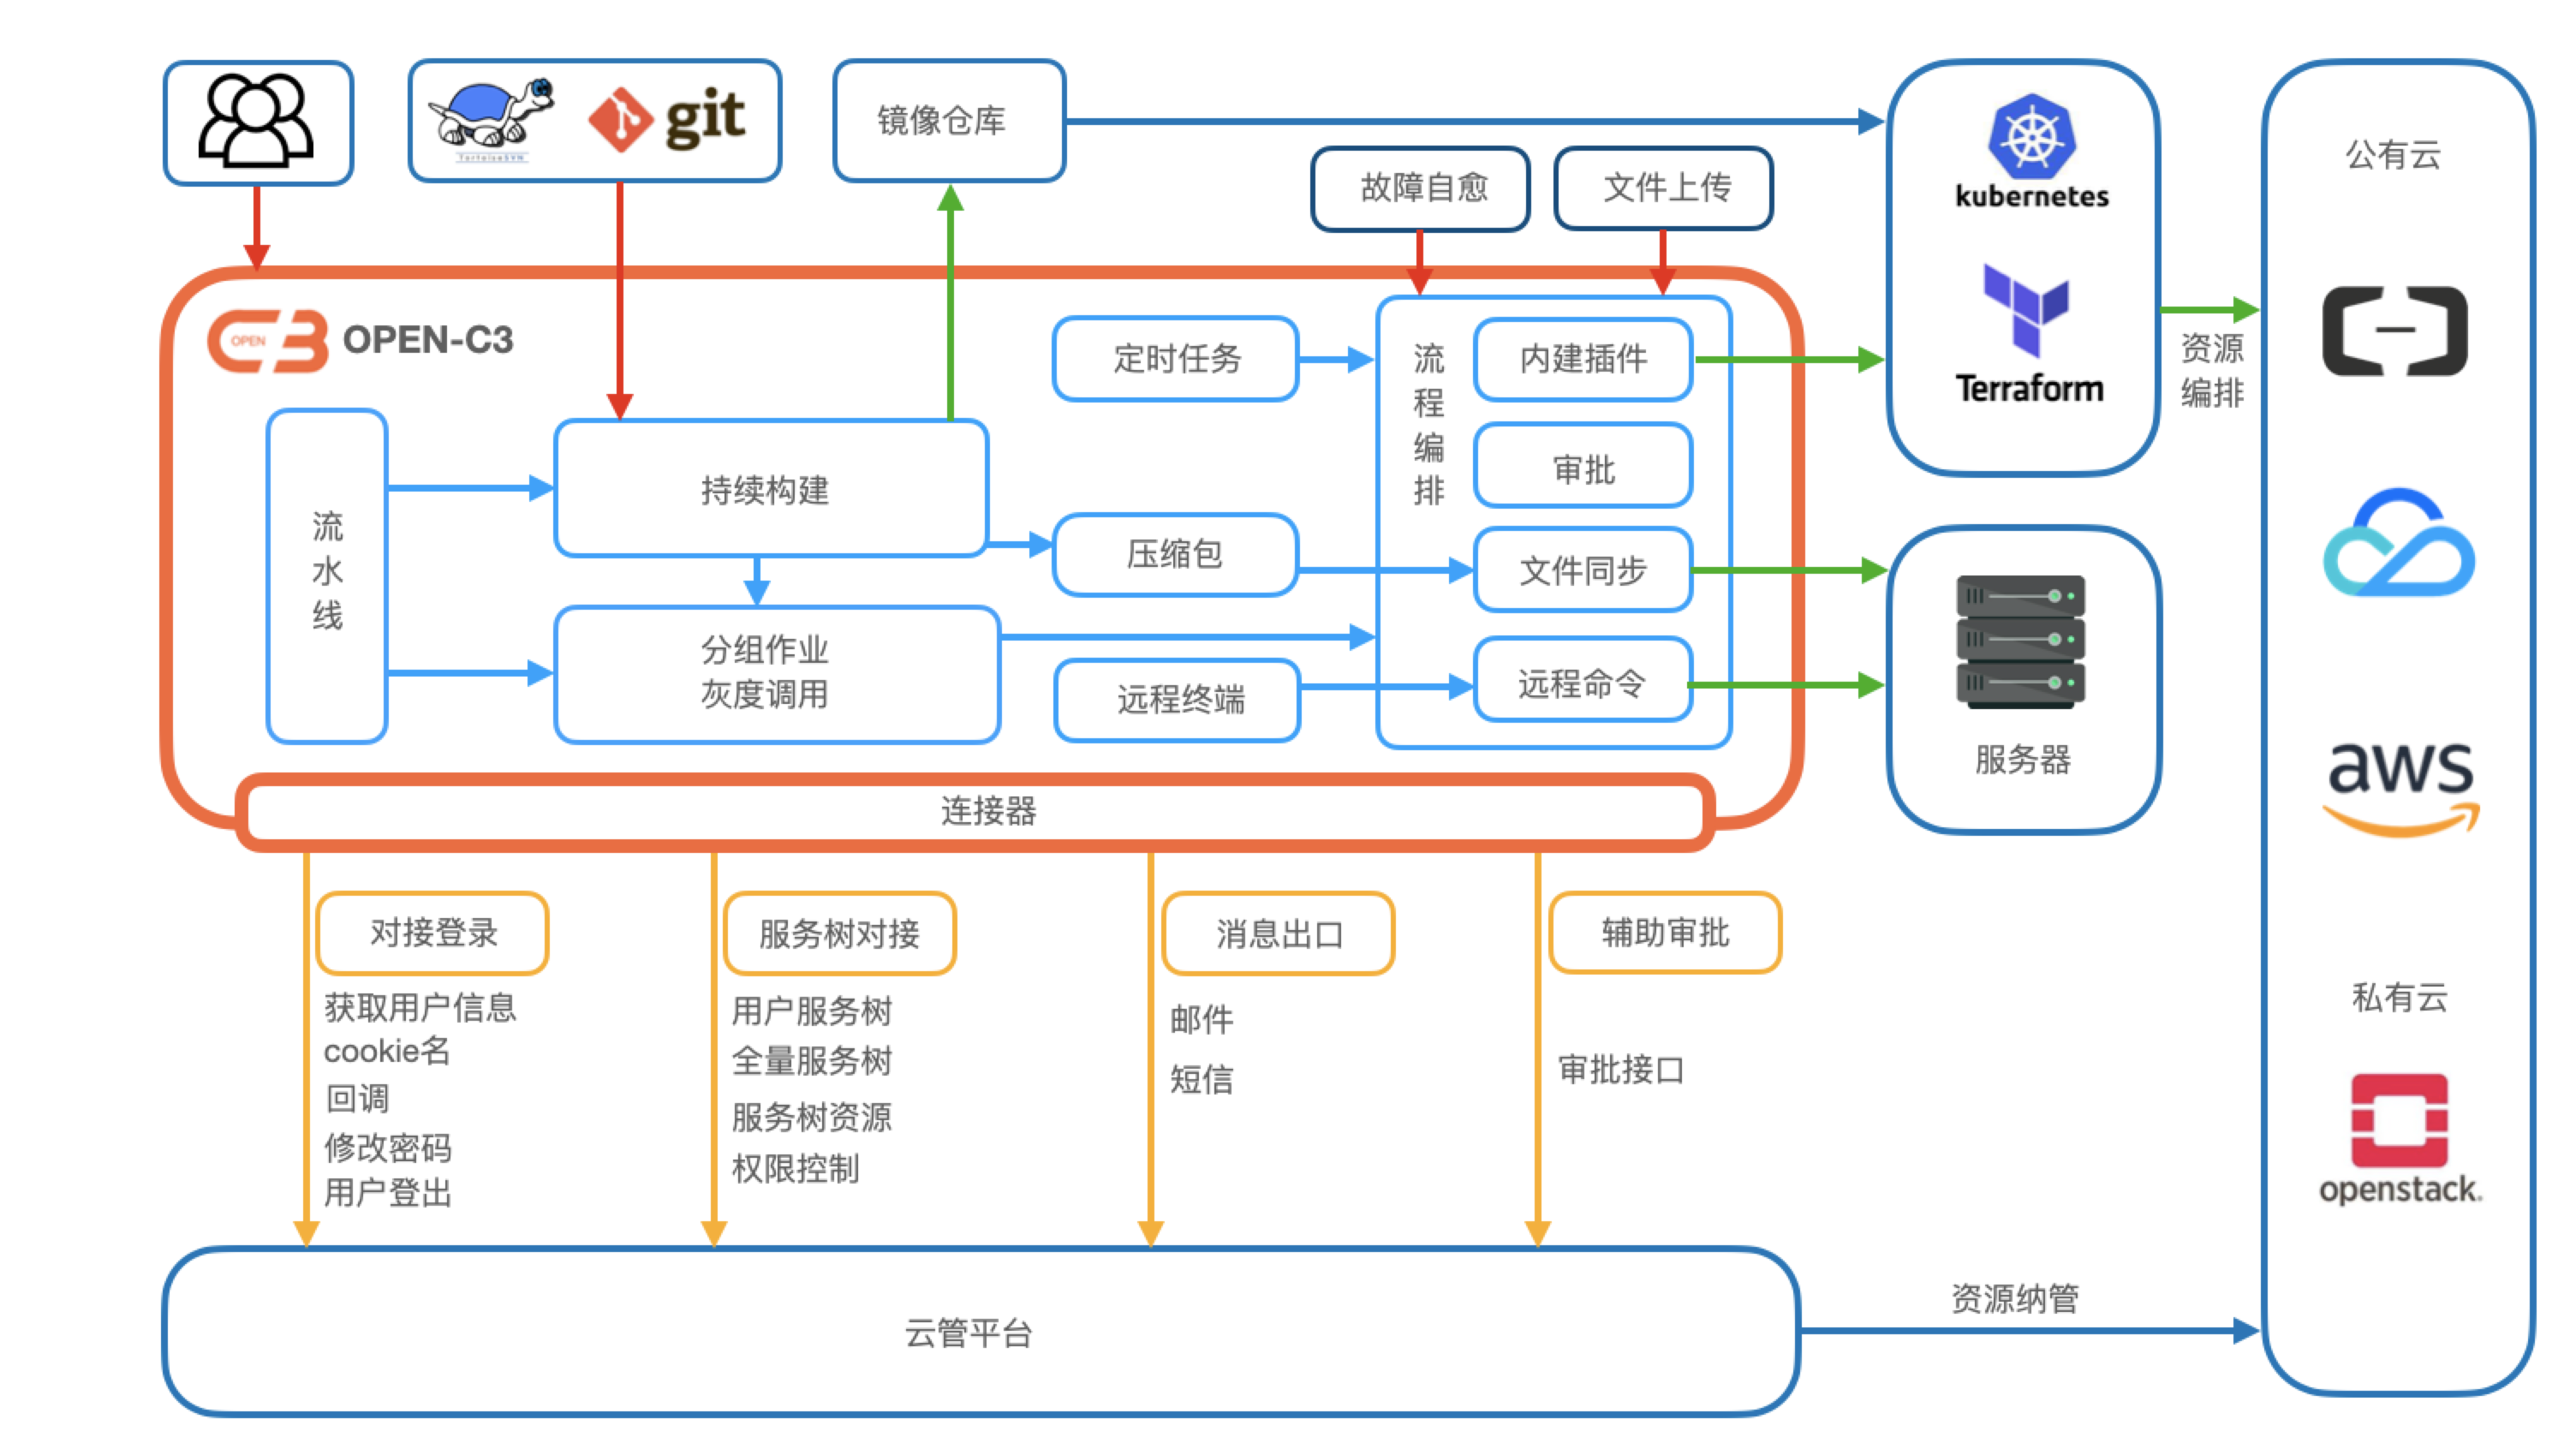 TortoiseSVN
git
镜像仓库
故障自愈
文件上传
kubernetes
Terraform
资源
编排
公有云
OPEN
OPEN-C3
定时任务
流
程
编
排
内建插件
审批
文件同步
远程命令
流
水
线
持续构建
压缩包
分组作业
灰度调用
远程终端
服务器
aws
私有云
openstack.
连接器
对接登录
获取用户信息
cookie名
回调
修改密码
用户登出
服务树对接
用户服务树
全量服务树
服务树资源
权限控制
消息出口
邮件
短信
辅助审批
审批接口
云管平台
资源纳管